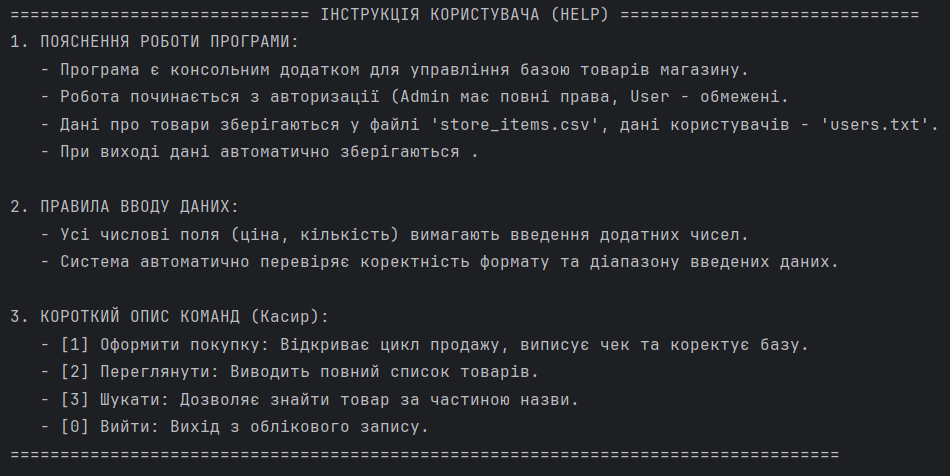 ============================== ІНСТРУКЦІЯ КОРИСТУВАЧА (HELP) ==============================
1. ПОЯСНЕННЯ РОБОТИ ПРОГРАМИ:
- Програма є консольним додатком для управління базою товарів магазину.
- Робота починається з авторизації (Admin має повні права, User - обмежені.
- Дані про товари зберігаються у файлі 'store_items.csv', дані користувачів - 'users.txt'.
- При виході дані автоматично зберігаються .
2. ПРАВИЛА ВВОДУ ДАНИХ:
- Усі числові поля (ціна, кількість) вимагають введення додатних чисел.
- Система автоматично перевіряє коректність формату та діапазону введених даних.
3. КОРОТКИЙ ОПИС КОМАНД (Касир):
- [1] Оформити покупку: Відкриває цикл продажу, виписує чек та коректує базу.
- [2] Переглянути: Виводить повний список товарів.
- [3] Шукати: Дозволяє знайти товар за частиною назви.
- [0] Вийти: Вихід з облікового запису.
===================================================================================